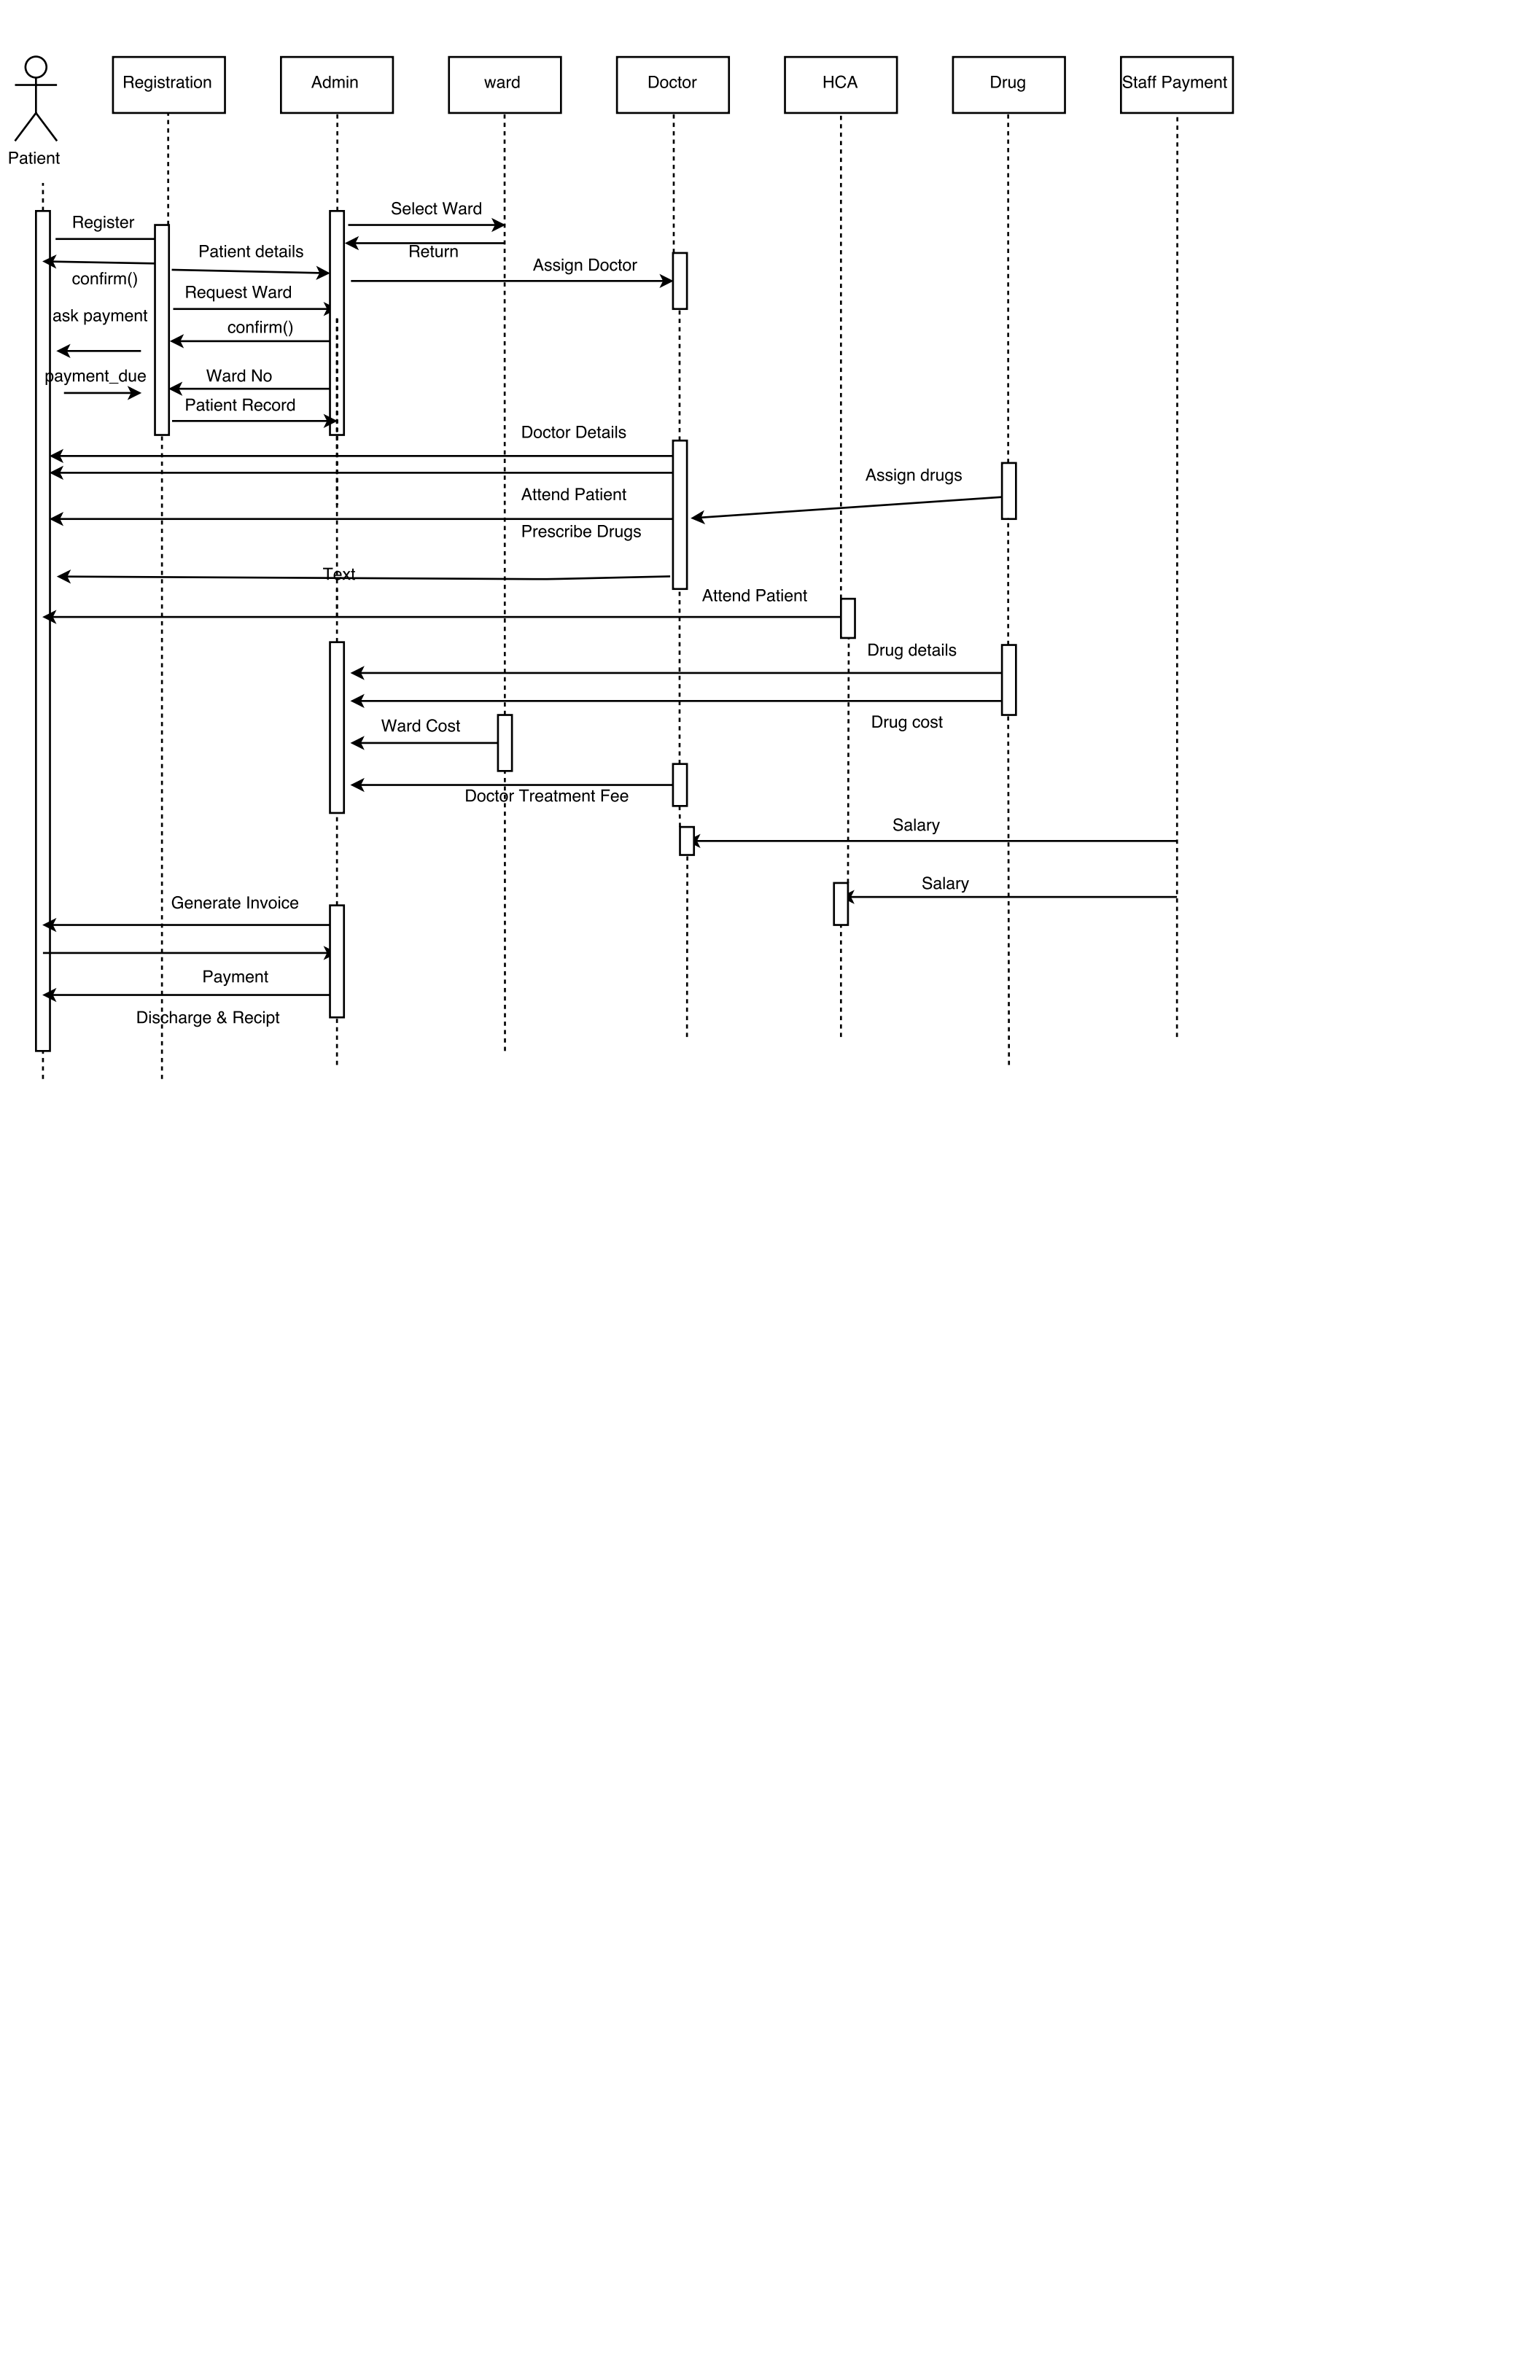 Registration
Admin
ward
Doctor
HCA
Drug
Staff Payment
Patient
Select Ward
Register
Patient details
Return
Assign Doctor
confirm()
Request Ward
ask payment
confirm()
payment_due
Ward No
Patient Record
Doctor Details
Assign drugs
Attend Patient
Prescribe Drugs
Text
Attend Patient
Drug details
Drug cost
Ward Cost
Doctor Treatment Fee
Salary
Salary
Generate Invoice
Payment
Discharge & Recipt